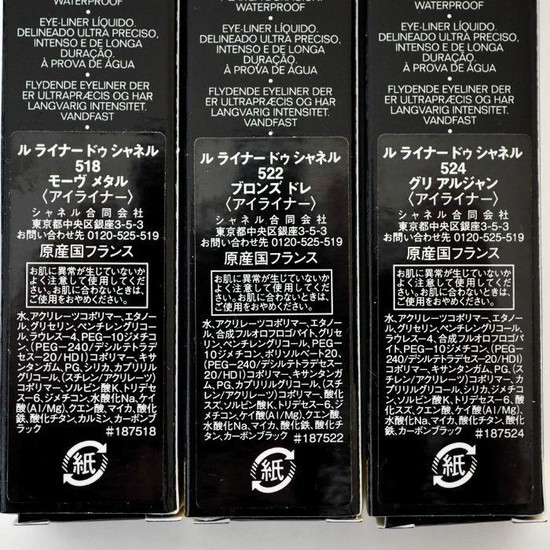 WATERPROOF
EYE-LINER LÍQUIDO.
DELINEADO ULTRA PRECISO,
INTENSO E DE LONGA
DURAÇÃO.
À PROVA DE ÁGUA
FLYDENDE EYELINER DER
ER ULTRAPRÆCIS OG HAR
LANGVARIG INTENSITET.
VANDFAST
ル ライナー ドゥ シャネル
518
モーヴ メタル
〈アイライナー〉
シャネル合同会社
東京都中央区銀座3-5-3
お問い合わせ先 0120-525-519
原産国フランス
お肌に異常が生じていないか
よく注意して使用してくだ
さい。お肌に合わないときは、
ご使用をおやめください。
水、アクリレーツコポリマー、エタノー
ル、グリセリン、ペンチレングリコール、
ラウレス-4、PEG-10ジメチコ
ン、(PEG-240/デシルテトラデ
セス-20/HDI)コポリマー、キサ
ンタンガム、PG、シリカ、カプリリル
グリコール、(スチレン/アクリレーツ)
コポリマー、ソルビン酸K、トリデセス
-6、ジメチコン、水酸化Na、ケイ
酸(Al/Mg)、クエン酸、マイカ、酸化
鉄、酸化チタン、カルミン、カーボンブ
ラック #187518
紙
WATERPROOF
EYE-LINER LÍQUIDO.
DELINEADO ULTRA PRECISO,
INTENSO E DE LONGA
DURAÇÃO.
À PROVA DE ÁGUA
FLYDENDE EYELINER DER
ER ULTRAPRÆCIS OG HAR
LANGVARIG INTENSITET.
VANDFAST
ル ライナー ドゥ シャネル
522
ブロンズ ドレ
〈アイライナー〉
シャネル合同会社
東京都中央区銀座3-5-3
お問い合わせ先 0120-525-519
原産国フランス
お肌に異常が生じていないか
よく注意して使用してくだ
さい。お肌に合わないときは、
ご使用をおやめください。
水、アクリレーツコポリマー、エタノー
ル、合成フルオロフロゴパイト、グリセ
リン、ペンチレングリコール、PEG-
10ジメチコン、ポリソルベート20、
(PEG-240/デシルテトラデセス
-20/HDI)コポリマー、キサンタン
ガム、PG、カプリリルグリコール、(ス
チレン/アクリレーツ)コポリマー、酸化
スズ、ソルビン酸K、トリデセス-6、ジ
メチコン、ケイ酸(Al/Mg)、クエン酸、
水酸化Na、マイカ、酸化鉄、酸化チ
タン、カーボンブラック #187522
紙
WATERPROOF
EYE-LINER LÍQUIDO.
DELINEADO ULTRA PRECISO,
INTENSO E DE LONGA
DURAÇÃO.
À PROVA DE ÁGUA
FLYDENDE EYELINER DER
ER ULTRAPRÆCIS OG HAR
LANGVARIG INTENSITET.
VANDFAST
ル ライナー ドゥ シャネル
524
グリ アルジャン
〈アイライナー〉
シャネル合同会社
東京都中央区銀座3-5-3
お問い合わせ先 0120-525-519
原産国フランス
お肌に異常が生じていないか
よく注意して使用してくだ
さい。お肌に合わないときは、
ご使用をおやめください。
水、アクリレーツコポリマー、エタノー
ル、グリセリン、ペンチレングリコール、
ラウレス-4、合成フルオロフロゴパ
イト、PEG-10ジメチコン、(PEG-
240/デシルテトラデセス-20/HD
I)コポリマー、キサンタンガム、PG、(ス
チレン/アクリレーツ)コポリマー、カ
プリリルグリコール、シリカ、ジメチコ
ン、ソルビン酸K、トリデセス-6、酸
化スズ、クエン酸、ケイ酸(Al/Mg)、
水酸化Na、マイカ、酸化鉄、酸化チ
タン、カーボンブラック #187524
紙